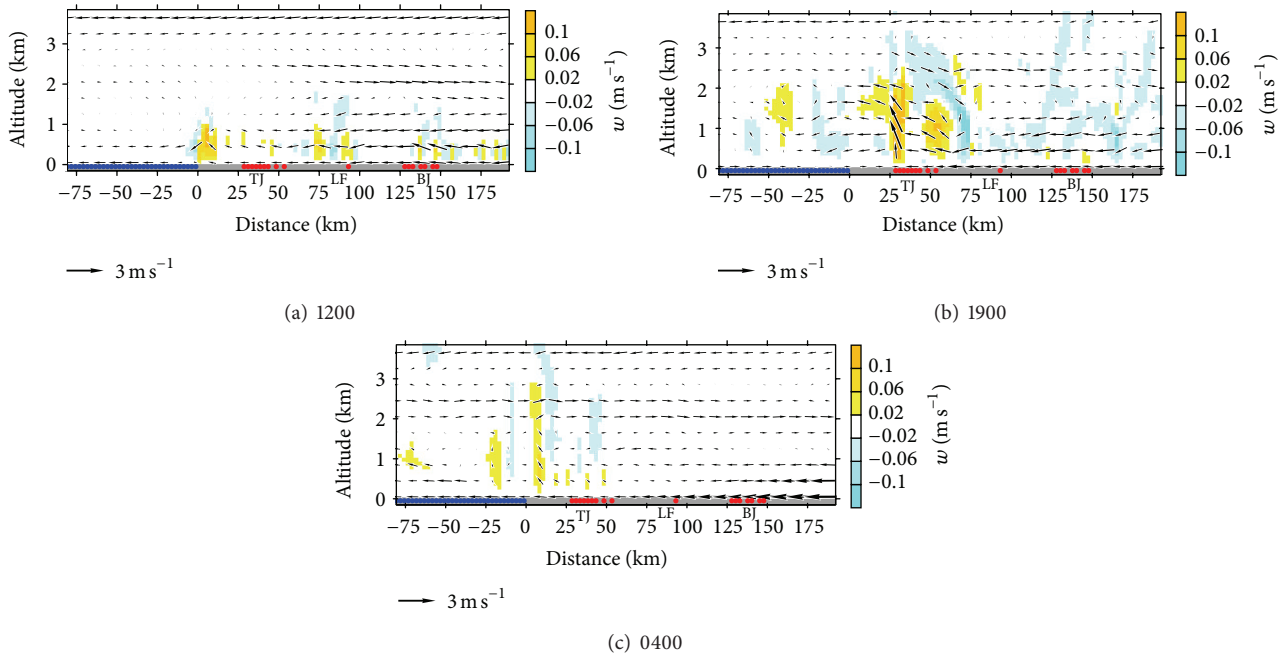 3
2
1
0
Altitude (km)
−75 −50 −25 0 25 50 75 100 125 150 175
TJ LF BJ
Distance (km)
0.1
0.06
0.02
−0.02
−0.06
−0.1
w (m s−1)
3 m s−1
(a) 1200
3
2
1
0
Altitude (km)
−75 −50 −25 0 25 50 75 100 125 150 175
TJ LF BJ
Distance (km)
0.1
0.06
0.02
−0.02
−0.06
−0.1
w (m s−1)
3 m s−1
(b) 1900
3
2
1
0
Altitude (km)
−75 −50 −25 0 25 50 75 100 125 150 175
TJ LF BJ
Distance (km)
0.1
0.06
0.02
−0.02
−0.06
−0.1
w (m s−1)
3 m s−1
(c) 0400